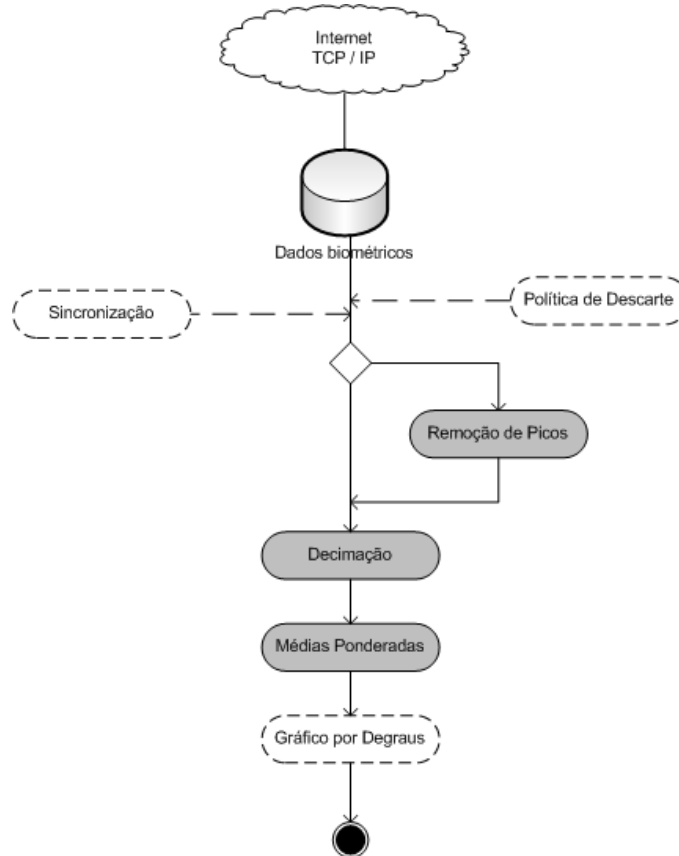 Internet
TCP / IP
Dados biométricos
Sincronização
Política de Descarte
Remoção de Picos
Decimação
Médias Ponderadas
Gráfico por Degraus